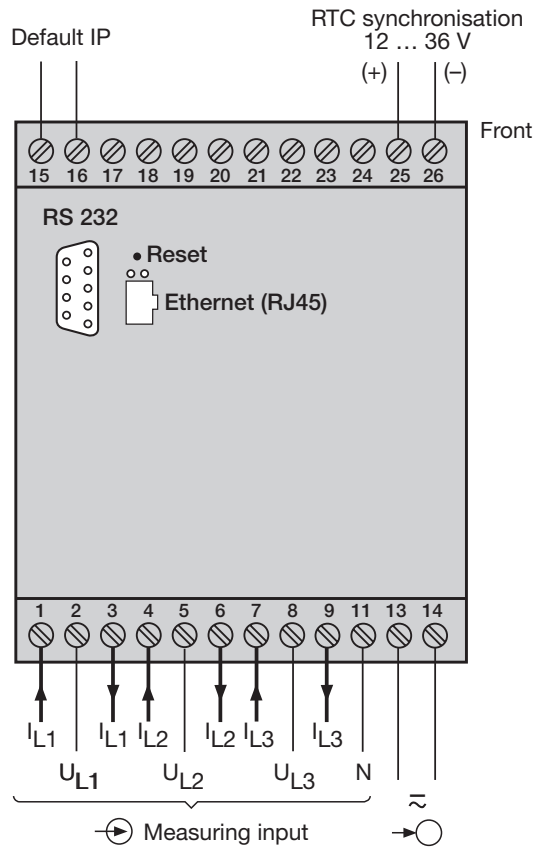 RTC synchronisation
Default IP
12 ... 36 V
(+) (–)
Front
15 16 17 18 19 20 21 22 23 24 25 26
RS 232
Reset
Ethernet (RJ45)
1 2 3 4 5 6 7 8 9 11 13 14
IL1 IL1 IL2 IL2 IL3 IL3
UL1 UL2 UL3 N
Measuring input